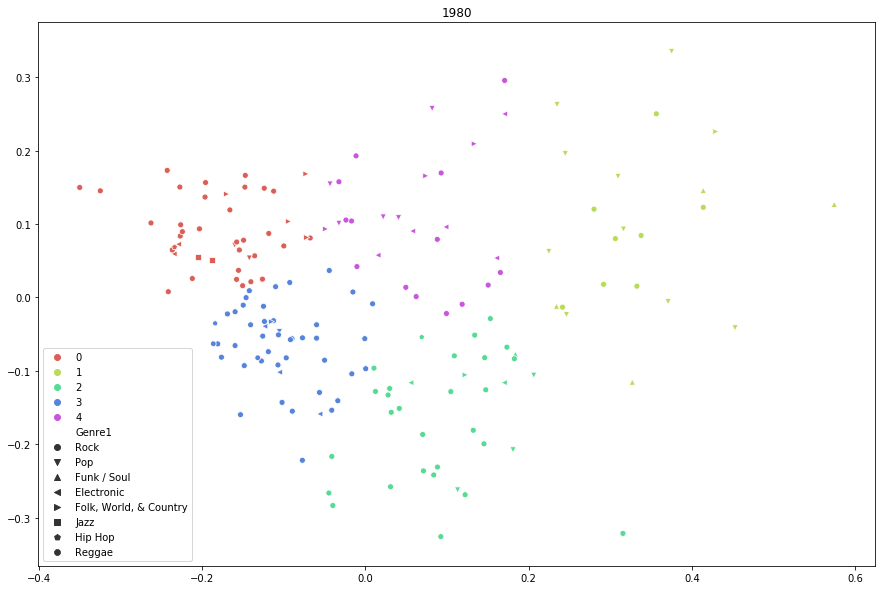 1980
0.3
0.2
0.1
0.0
−0.1
−0.2
−0.3
0
1
2
3
4
Genre1
Rock
Pop
Funk / Soul
Electronic
Folk, World, & Country
Jazz
Hip Hop
Reggae
−0.4
−0.2
0.0
0.2
0.4
0.6